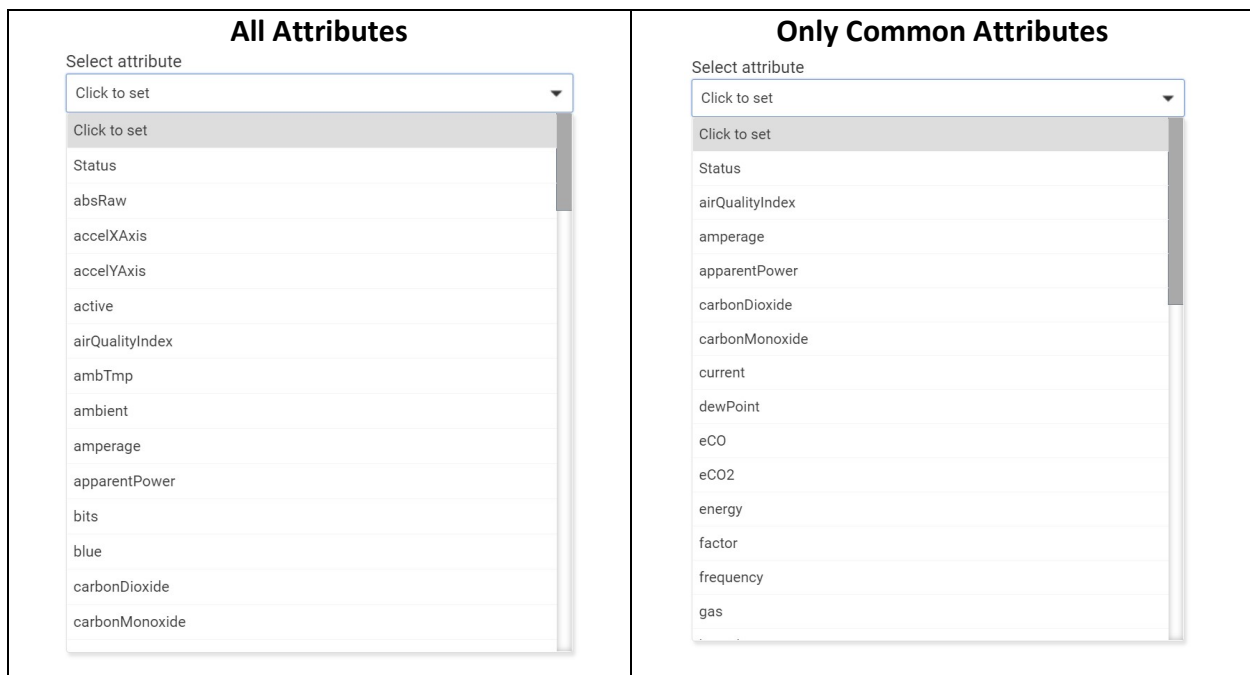 All Attributes
Select attribute
Click to set
Click to set
Status
absRaw
accelXAxis
accelYAxis
active
airQualityIndex
ambTmp
ambient
amperage
apparentPower
bits
blue
carbonDioxide
carbonMonoxide
Only Common Attributes
Select attribute
Click to set
Click to set
Status
airQualityIndex
amperage
apparentPower
carbonDioxide
carbonMonoxide
current
dewPoint
eCO
eCO2
energy
factor
frequency
gas